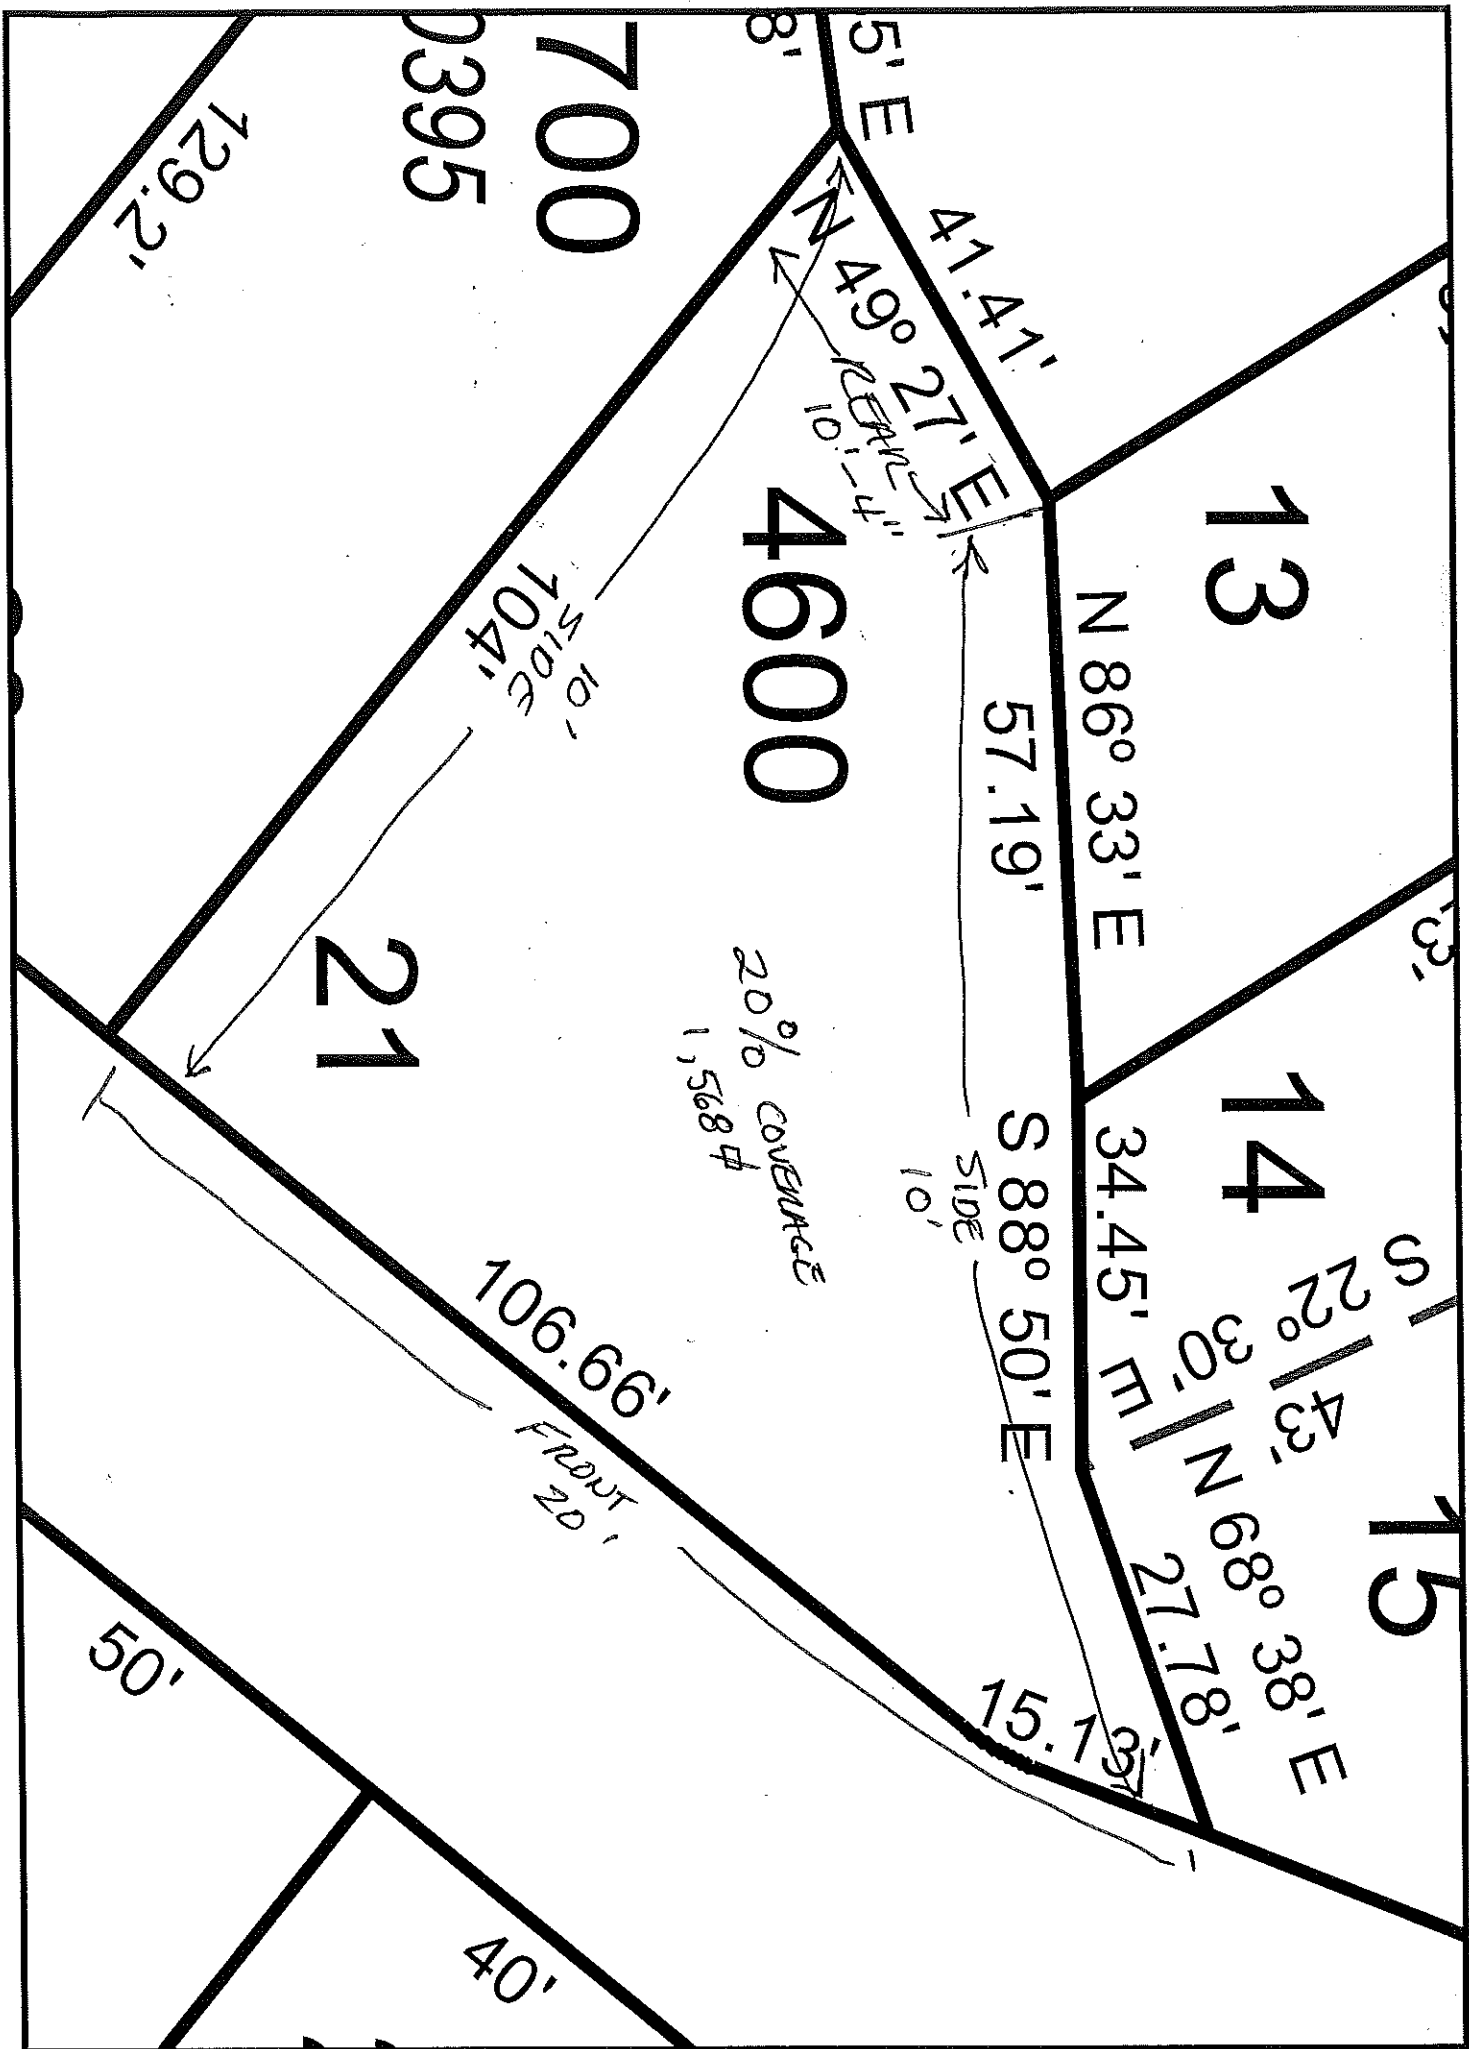 5' E
8'
700
0395
129.2'
41.41'
N 49° 27' E
REAR
10'-4"
13
N 86° 33' E
57.19'
4600
104'
SIDE
10'
21
14
34.45'
S 88° 50' E
SIDE
10'
20% COVERAGE
1,568
S 22° 30' E
43'
15
N 68° 38' E
27.78'
106.66'
15.13'
FRONT
20'
50'
40'